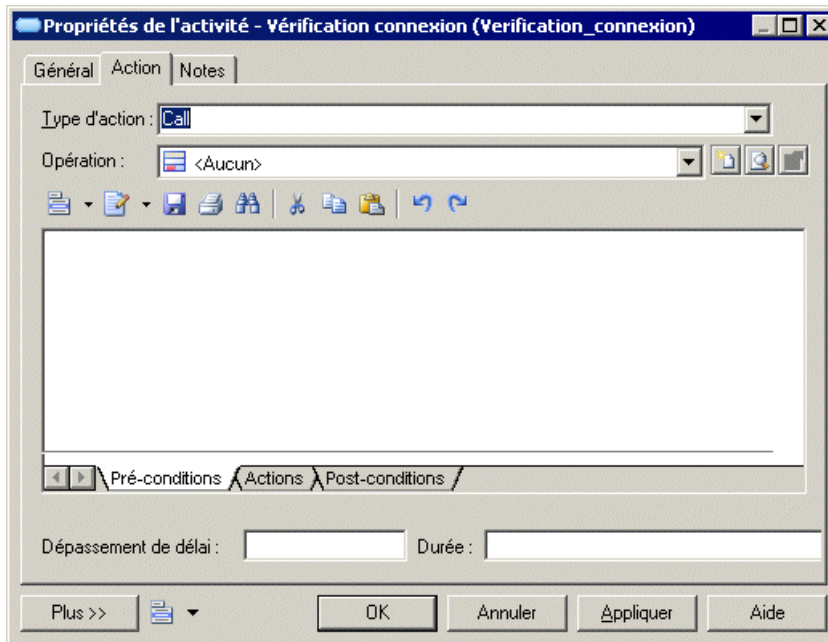 Propriétés de l'activité - Vérification connexion (Verification_connexion)
Général Action Notes
Type d'action : Call
Opération : <Aucun>
Pré-conditions Actions Post-conditions
Dépassement de délai : Durée :
Plus >> OK Annuler Appliquer Aide